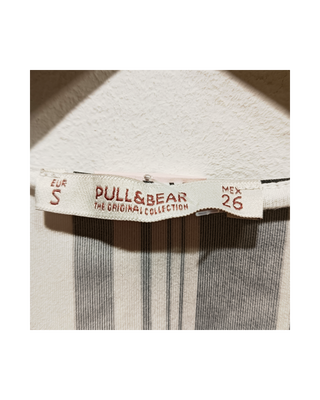 EUR
S
PULL&BEAR
THE ORIGINAL COLLECTION
MEX
26